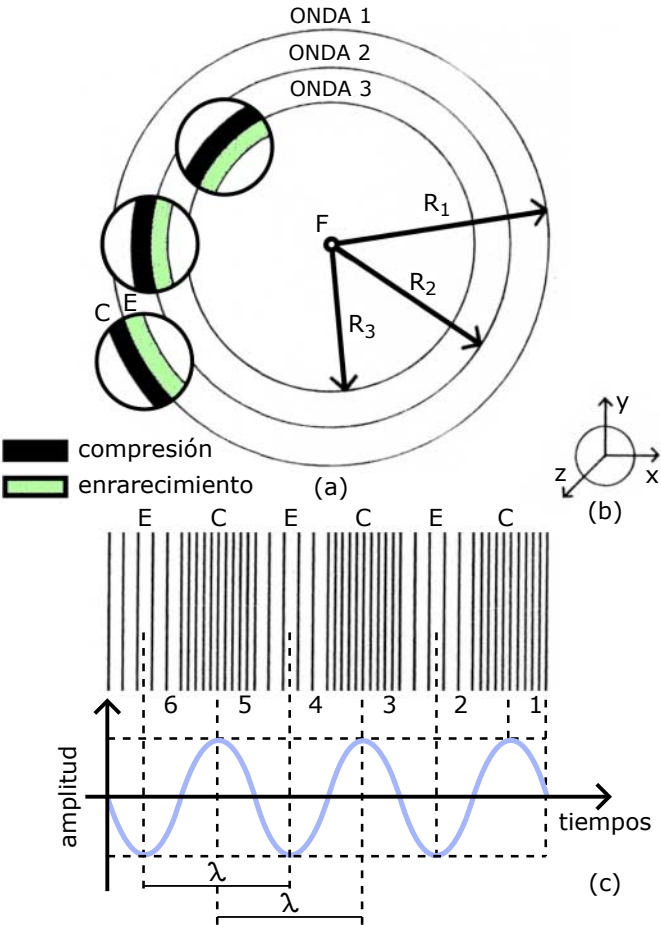 ONDA 1
ONDA 2
ONDA 3
F
R1
R2
R3
C E
compresión
enrarecimiento
(a)
y
x
z
(b)
E C E C E C
6 5 4 3 2 1
amplitud
tiempos
λ
λ
(c)